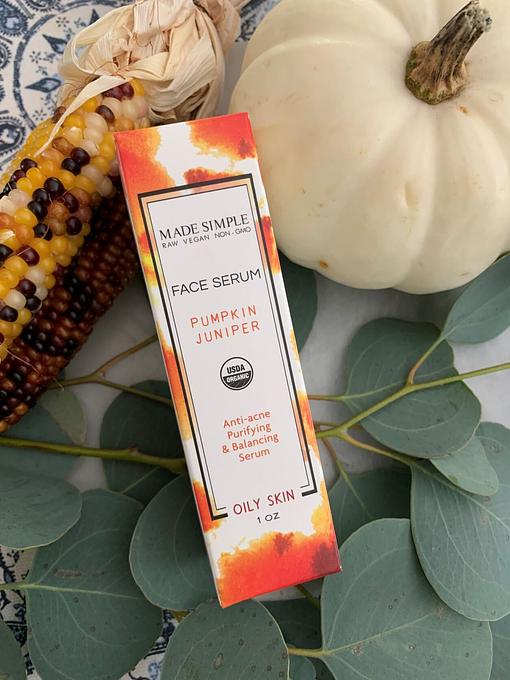 MADE SIMPLE
RAW VEGAN NON-GMO
FACE SERUM
PUMPKIN
JUNIPER
USDA
ORGANIC
Anti-acne
Purifying
& Balancing
Serum
OILY SKIN
1 OZ